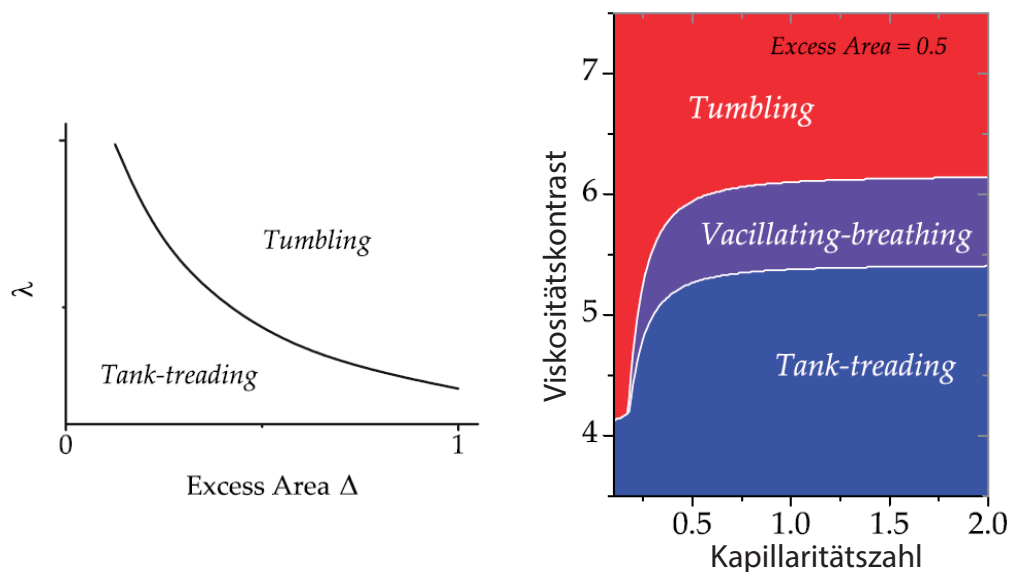 Tumbling
λ
Tank-treading
0
1
Excess Area Δ
Excess Area = 0.5
7
Tumbling
6
Vacillating-breathing
Viskositätskontrast
5
Tank-treading
4
0.5 1.0 1.5 2.0
Kapillaritätszahl